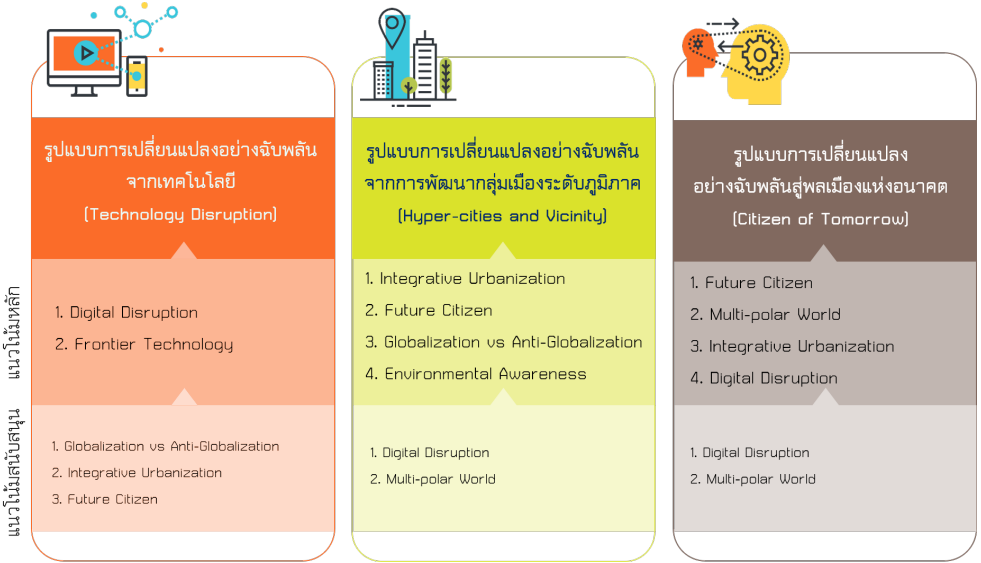 รูปแบบการเปลี่ยนแปลงอย่างฉับพลัน
จากเทคโนโลยี
(Technology Disruption)
แนวโน้มหลัก
1. Digital Disruption
2. Frontier Technology
แนวโน้มสนับสนุน
1. Globalization vs Anti-Globalization
2. Integrative Urbanization
3. Future Citizen
รูปแบบการเปลี่ยนแปลงอย่างฉับพลัน
จากการพัฒนากลุ่มเมืองระดับภูมิภาค
(Hyper-cities and Vicinity)
1. Integrative Urbanization
2. Future Citizen
3. Globalization vs Anti-Globalization
4. Environmental Awareness
1. Digital Disruption
2. Multi-polar World
รูปแบบการเปลี่ยนแปลง
อย่างฉับพลันสู่พลเมืองแห่งอนาคต
(Citizen of Tomorrow)
1. Future Citizen
2. Multi-polar World
3. Integrative Urbanization
4. Digital Disruption
1. Digital Disruption
2. Multi-polar World